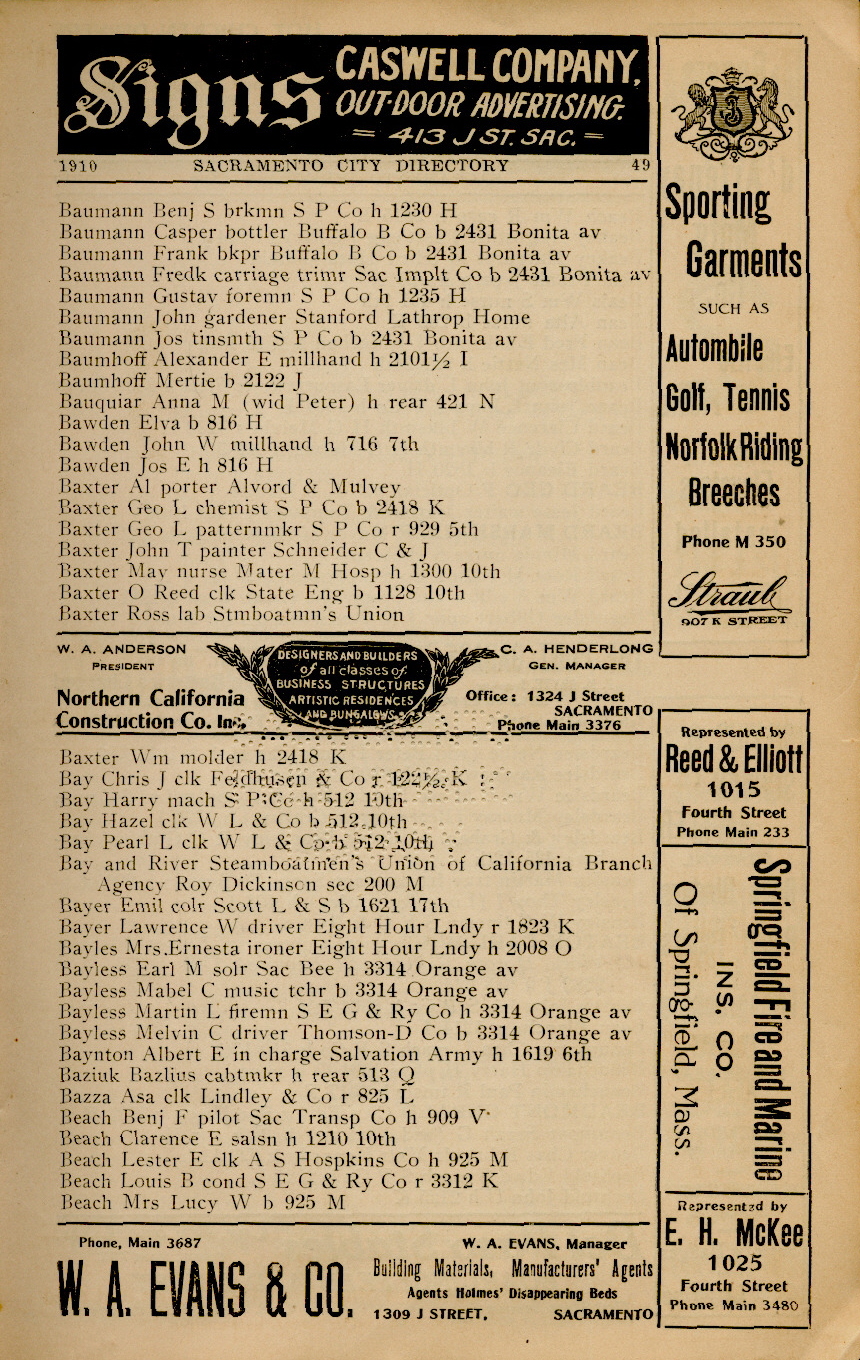 Signs CASWELL COMPANY,
OUT-DOOR ADVERTISING.
= 413 J ST. SAC. =
1910 SACRAMENTO CITY DIRECTORY 49
Baumann Benj S brkmn S P Co h 1230 H
Baumann Casper bottler Buffalo B Co b 2431 Bonita av
Baumann Frank bkpr Buffalo B Co b 2431 Bonita av
Baumann Fredk carriage trimr Sac Implt Co b 2431 Bonita av
Baumann Gustav foremn S P Co h 1235 H
Baumann John gardener Stanford Lathrop Home
Baumann Jos tinsmth S P Co b 2431 Bonita av
Baumhoff Alexander E millhand h 2101½ I
Baumhoff Mertie b 2122 J
Bauquiar Anna M (wid Peter) h rear 421 N
Bawden Elva b 816 H
Bawden John W millhand h 716 7th
Bawden Jos E h 816 H
Baxter Al porter Alvord & Mulvey
Baxter Geo L chemist S P Co b 2418 K
Baxter Geo L patternmkr S P Co r 929 5th
Baxter John T painter Schneider C & J
Baxter May nurse Mater M Hosp h 1300 10th
Baxter O Reed clk State Eng b 1128 10th
Baxter Ross lab Stmboatmn's Union
W. A. ANDERSON
PRESIDENT
Northern California
Construction Co. Inc.
DESIGNERS AND BUILDERS
of all classes of
BUSINESS STRUCTURES
ARTISTIC RESIDENCES
AND BUNGALOWS
C. A. HENDERLONG
GEN. MANAGER
Office: 1324 J Street
SACRAMENTO
Phone Main 3376
Baxter Wm molder h 2418 K
Bay Chris J clk Feldhusen & Co r 122½ K
Bay Harry mach S P Co h 512 10th
Bay Hazel clk W L & Co b 512 10th
Bay Pearl L clk W L & Co b 512 10th
Bay and River Steamboatmen's Union of California Branch
Agency Roy Dickinson sec 200 M
Bayer Emil colr Scott L & S b 1621 17th
Bayer Lawrence W driver Eight Hour Lndy r 1823 K
Bayles Mrs.Ernesta ironer Eight Hour Lndy h 2008 O
Bayless Earl M solr Sac Bee h 3314 Orange av
Bayless Mabel C music tchr b 3314 Orange av
Bayless Martin L firemn S E G & Ry Co h 3314 Orange av
Bayless Melvin C driver Thomson-D Co b 3314 Orange av
Baynton Albert E in charge Salvation Army h 1619 6th
Baziuk Bazlius cabtmkr h rear 513 Q
Bazza Asa clk Lindley & Co r 825 L
Beach Benj F pilot Sac Transp Co h 909 V
Beach Clarence E salsn h 1210 10th
Beach Lester E clk A S Hospkins Co h 925 M
Beach Louis B cond S E G & Ry Co r 3312 K
Beach Mrs Lucy W b 925 M
Phone, Main 3687
W. A. EVANS & CO.
W. A. EVANS, Manager
Building Materials, Manufacturers' Agents
Agents Holmes' Disappearing Beds
1309 J STREET, SACRAMENTO
S
Sporting
Garments
SUCH AS
Autombile
Golf, Tennis
Norfolk Riding
Breeches
Phone M 350
Straub
907 K STREET
Represented by
Reed & Elliott
1015
Fourth Street
Phone Main 233
Springfield Fire and Marine
INS. CO.
Of Springfield, Mass.
Represented by
E. H. McKee
1025
Fourth Street
Phone Main 3480